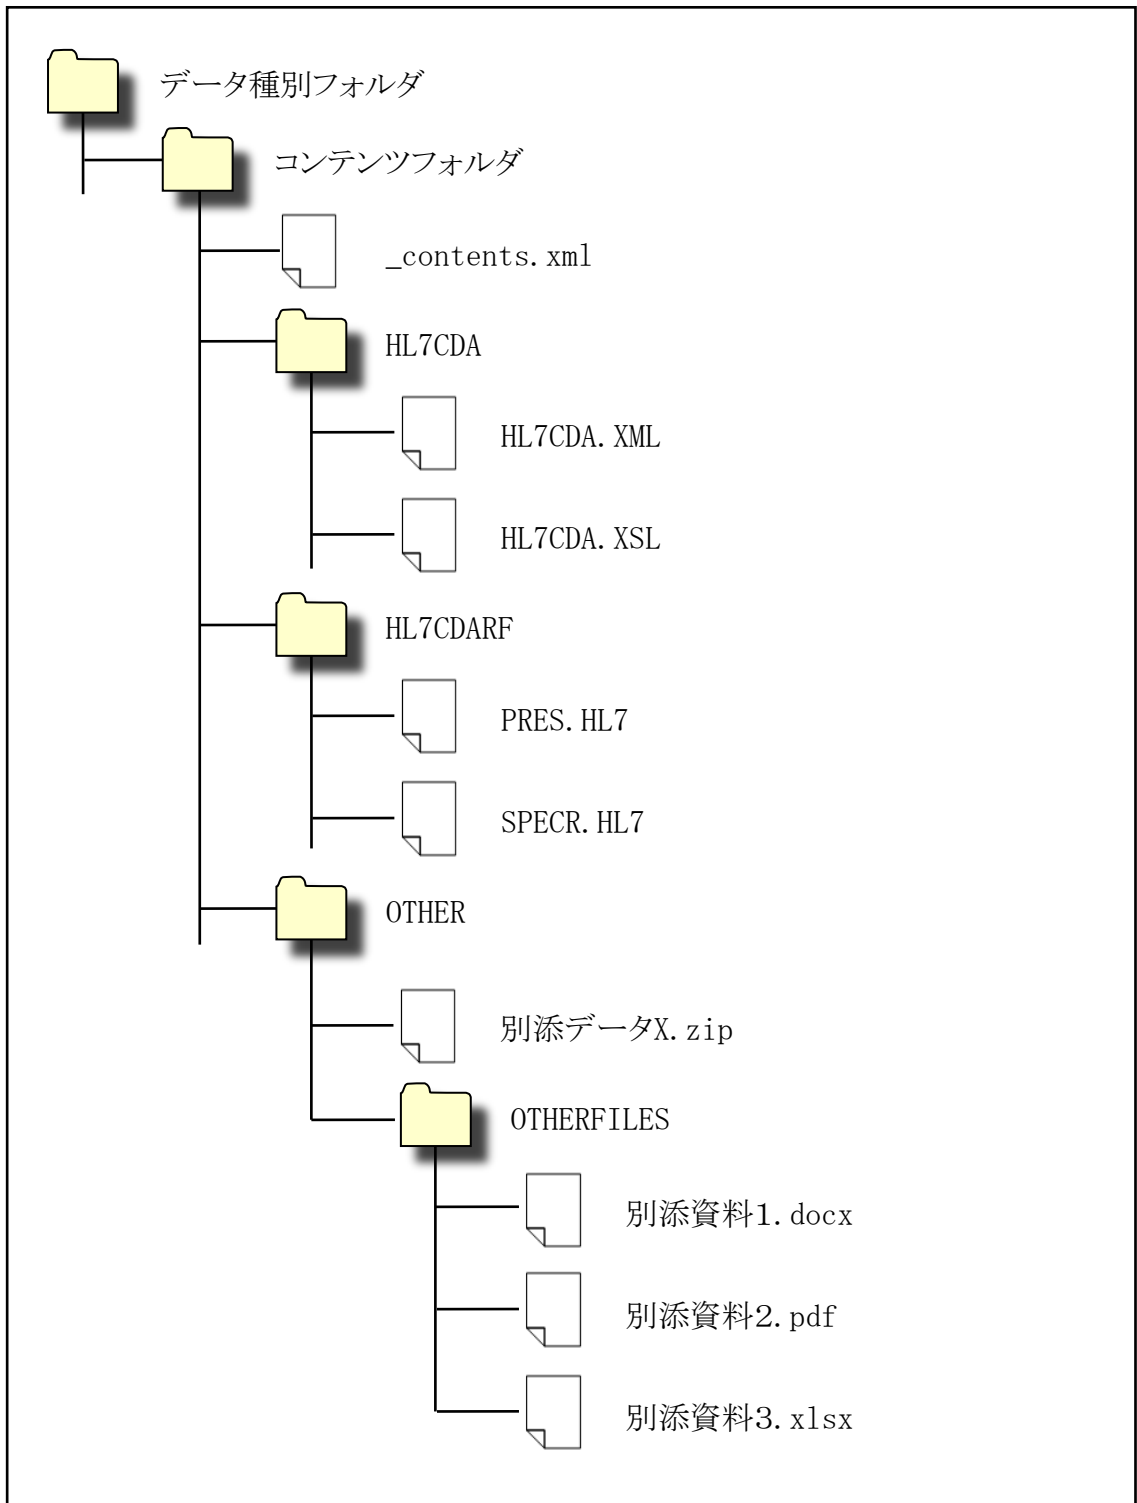 データ種別フォルダ
コンテンツフォルダ
_contents.xml
HL7CDA
HL7CDA.XML
HL7CDA.XSL
HL7CDARF
PRES.HL7
SPECR.HL7
OTHER
別添データX.zip
OTHERFILES
別添資料1.docx
別添資料2.pdf
別添資料3.xlsx